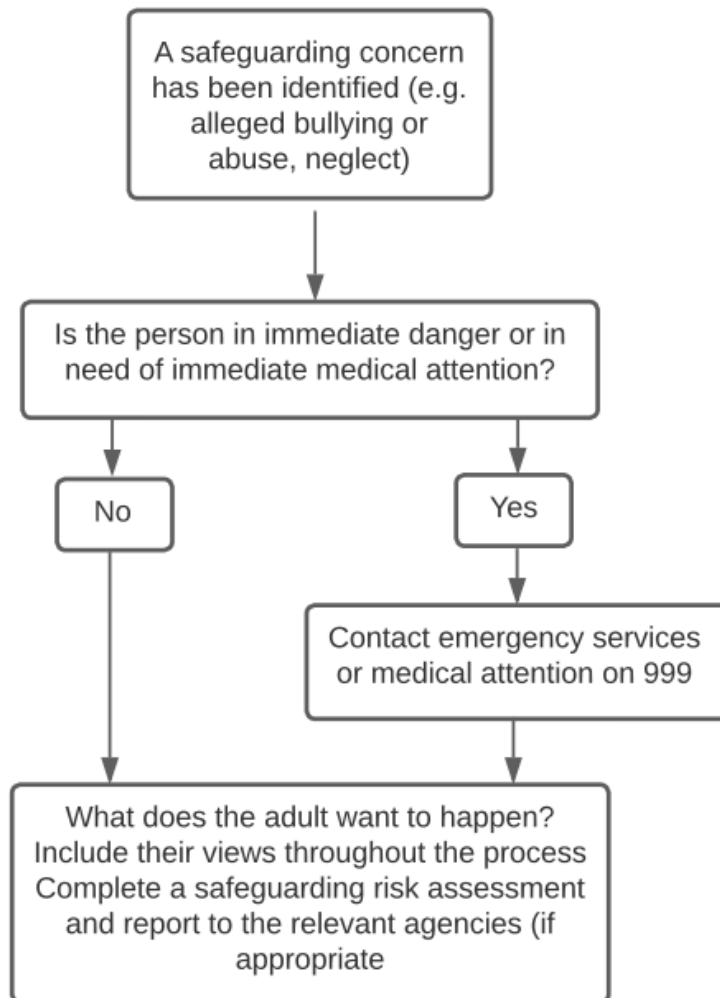 A safeguarding concern
has been identified (e.g.
alleged bullying or
abuse, neglect)
Is the person in immediate danger or in
need of immediate medical attention?
No
Yes
Contact emergency services
or medical attention on 999
What does the adult want to happen?
Include their views throughout the process
Complete a safeguarding risk assessment
and report to the relevant agencies (if
appropriate